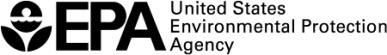 EPA United States
Environmental Protection
Agency